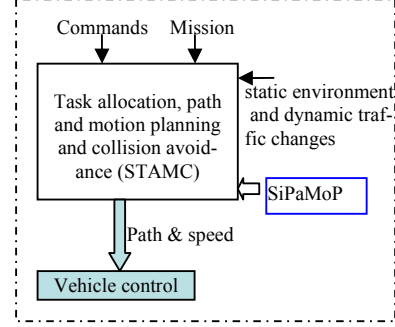 Commands Mission
Task allocation, path
and motion planning
and collision avoid-
ance (STAMC)
static environment
and dynamic traf-
fic changes
SiPaMoP
Path & speed
Vehicle control